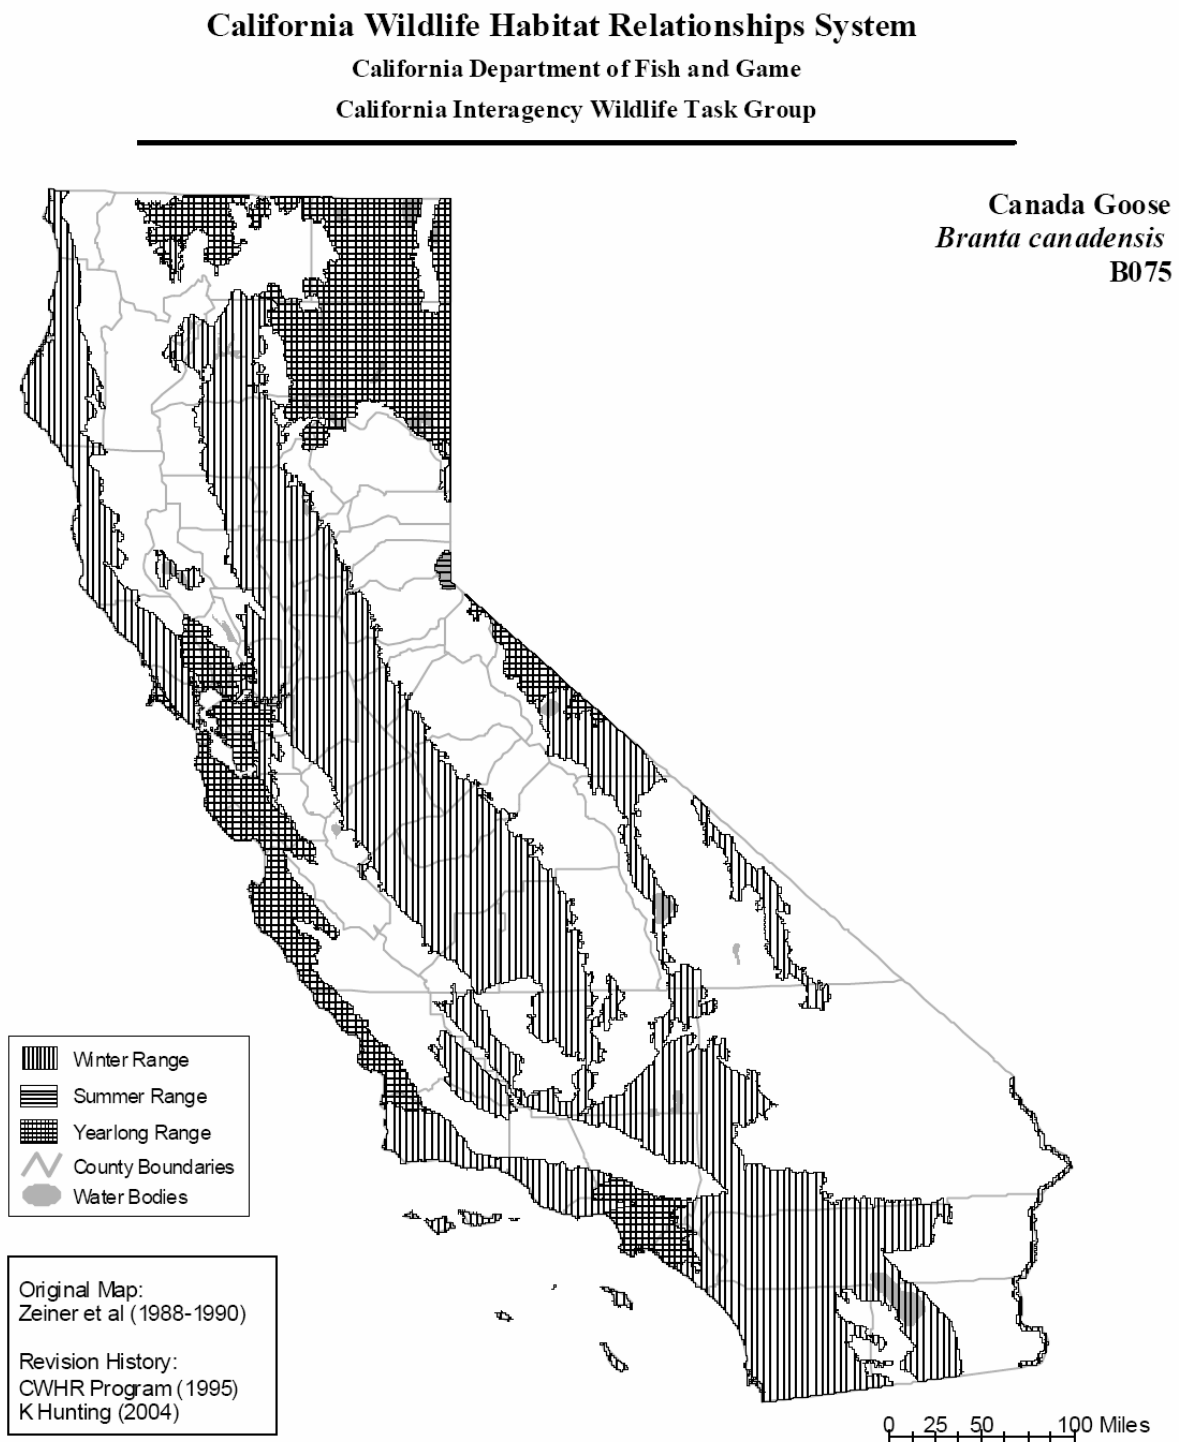 California Wildlife Habitat Relationships System
California Department of Fish and Game
California Interagency Wildlife Task Group
Canada Goose
Branta canadensis
B075
Winter Range
Summer Range
Yearlong Range
County Boundaries
Water Bodies
Original Map:
Zeiner et al (1988-1990)
Revision History:
CWHR Program (1995)
K Hunting (2004)
0 25 50 100 Miles